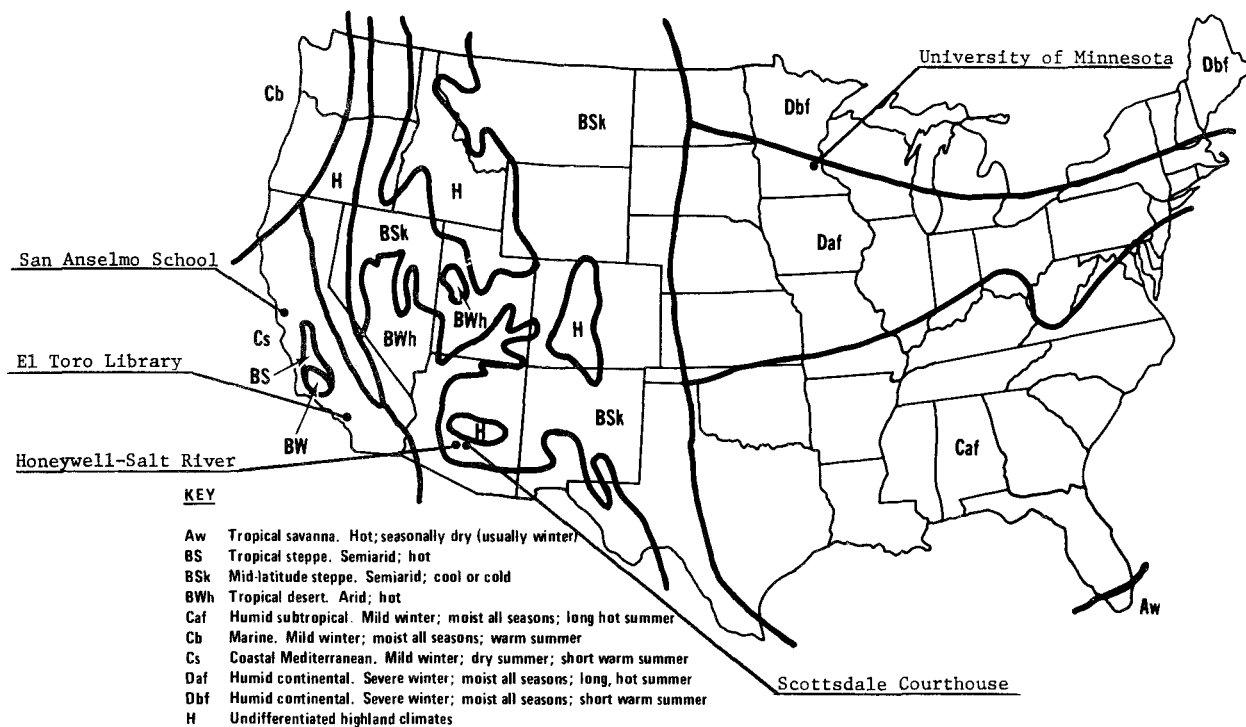 University of Minnesota
Dbf
Dbf
Cb
BSk
H
H
BSk
Daf
San Anselmo School
BWh
H
Cs
BWh
El Toro Library
BS
BSk
H
BW
Caf
Honeywell-Salt River
KEY
Aw Tropical savanna. Hot; seasonally dry (usually winter)
BS Tropical steppe. Semiarid; hot
BSk Mid-latitude steppe. Semiarid; cool or cold
BWh Tropical desert. Arid; hot
Aw
Caf Humid subtropical. Mild winter; moist all seasons; long hot summer
Cb Marine. Mild winter; moist all seasons; warm summer
Cs Coastal Mediterranean. Mild winter; dry summer; short warm summer
Daf Humid continental. Severe winter; moist all seasons; long, hot summer
Scottsdale Courthouse
Dbf Humid continental. Severe winter; moist all seasons; short warm summer
H Undifferentiated highland climates